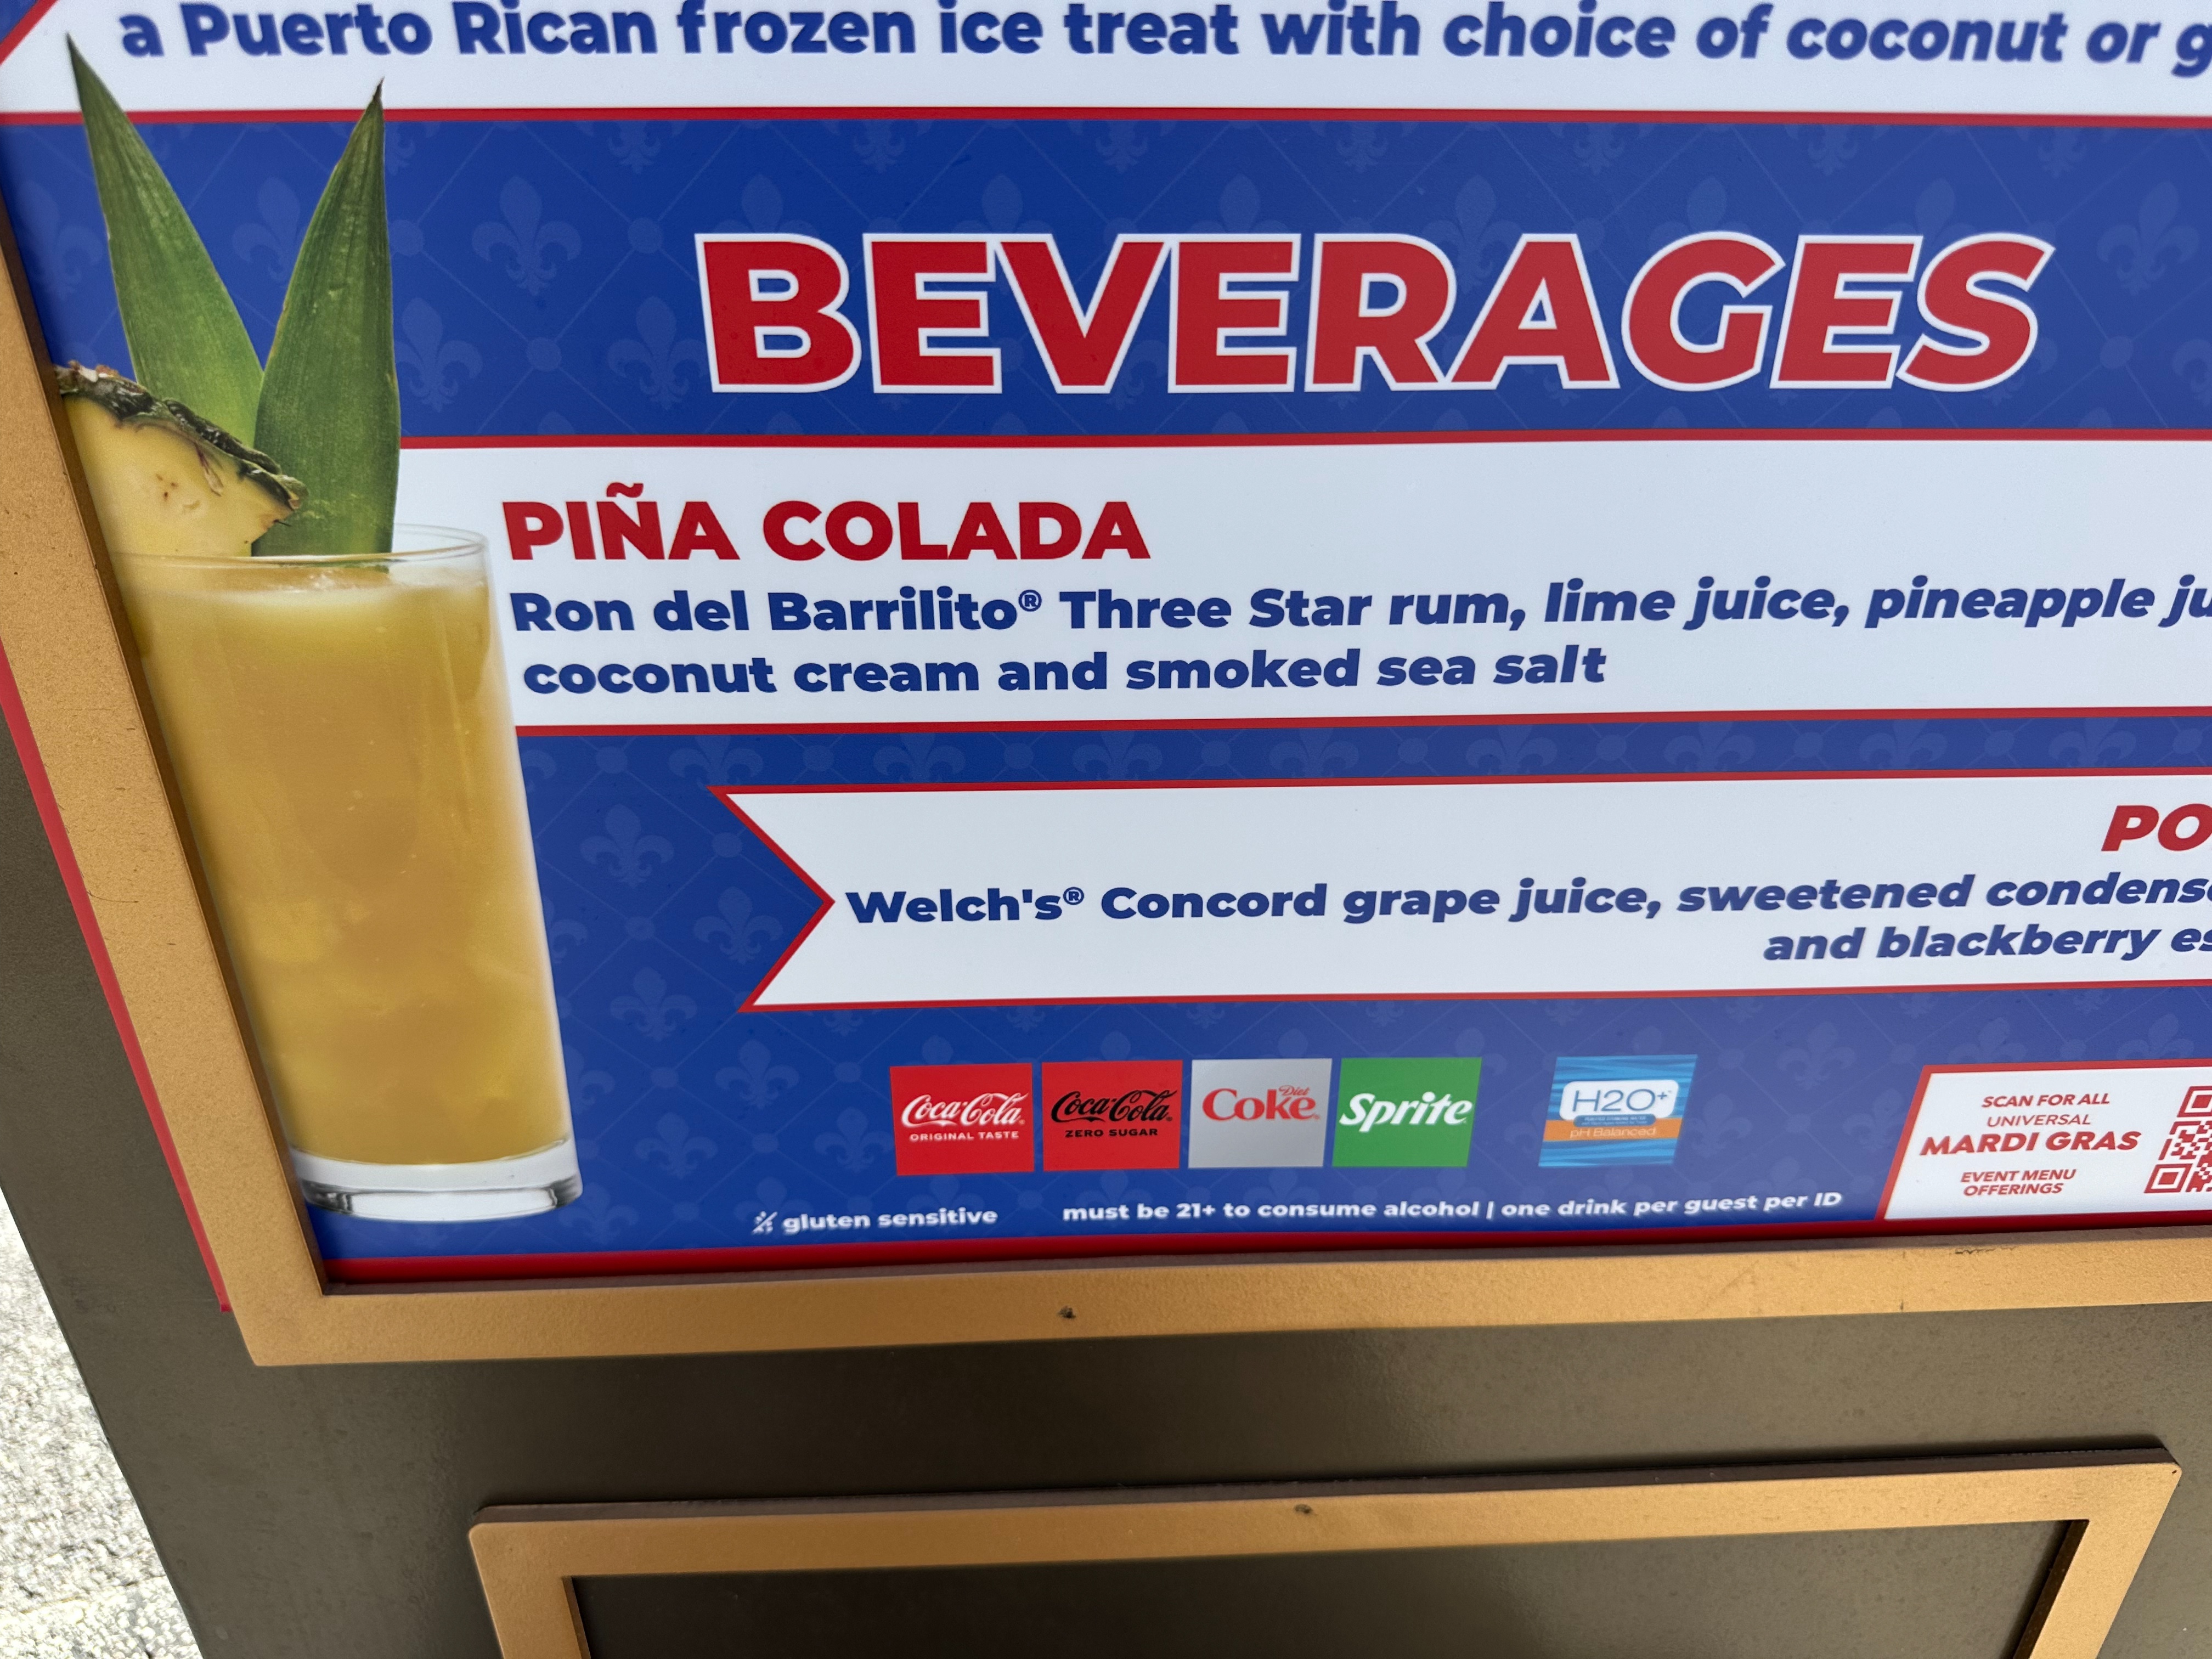 a Puerto Rican frozen ice treat with choice of coconut or
BEVERAGES
PIÑA COLADA
Ron del Barrilito® Three Star rum, lime juice, pineapple
coconut cream and smoked sea salt
Welch's® Concord grape juice, sweetened
and blackberry
Coca-Cola
ORIGINAL TASTE
Coca-Cola
ZERO SUGAR
Diet
Coke
Sprite
H2O+
pH Balanced
SCAN FOR ALL
UNIVERSAL
MARDI GRAS
EVENT MENU
OFFERINGS
gluten sensitive
must be 21+ to consume alcohol | one drink per guest per ID